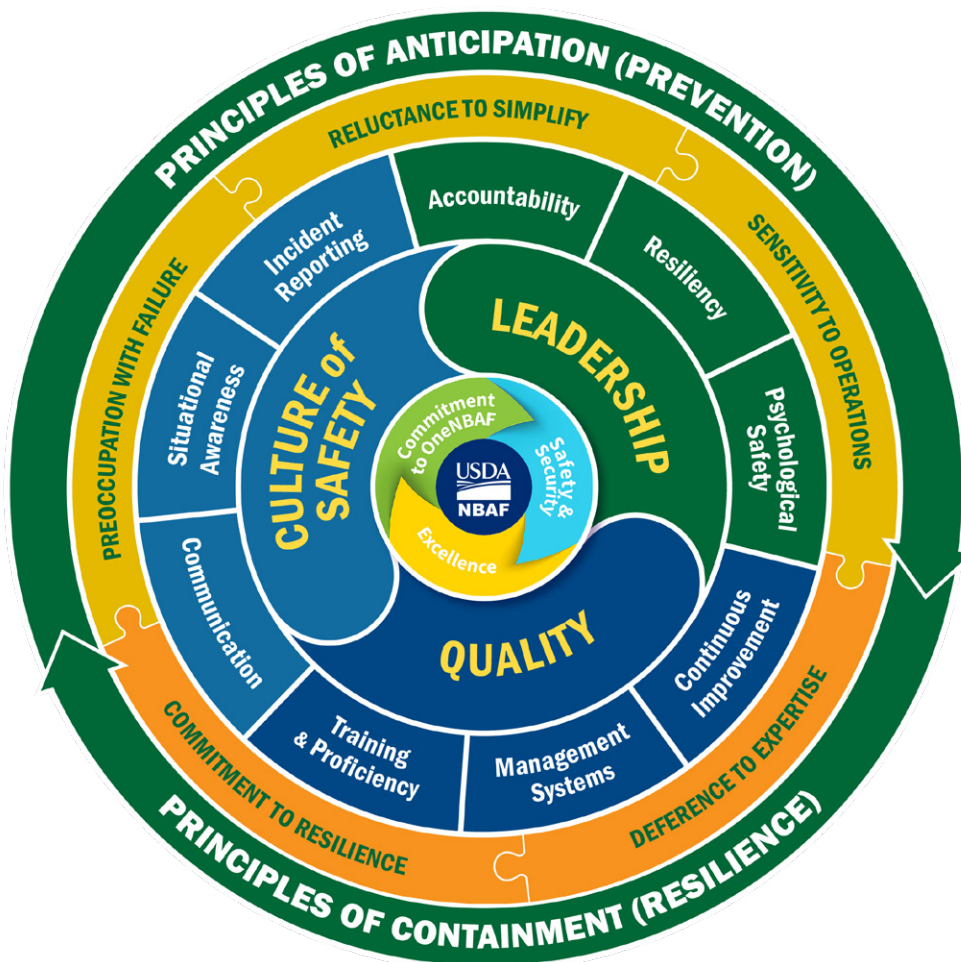 PRINCIPLES OF ANTICIPATION (PREVENTION)
RELUCTANCE TO SIMPLIFY
PREOCCUPATION WITH FAILURE
SENSITIVITY TO OPERATIONS
Accountability
Incident
Reporting
Resiliency
Situational
Awareness
Psychological
Safety
Communication
Continuous
Improvement
Training
& Proficiency
Management
Systems
LEADERSHIP
CULTURE of
SAFETY
QUALITY
Commitment
to OneNBAF
Safety &
Security
Excellence
USDA
NBAF
COMMITMENT TO RESILIENCE
DEFERENCE TO EXPERTISE
PRINCIPLES OF CONTAINMENT (RESILIENCE)